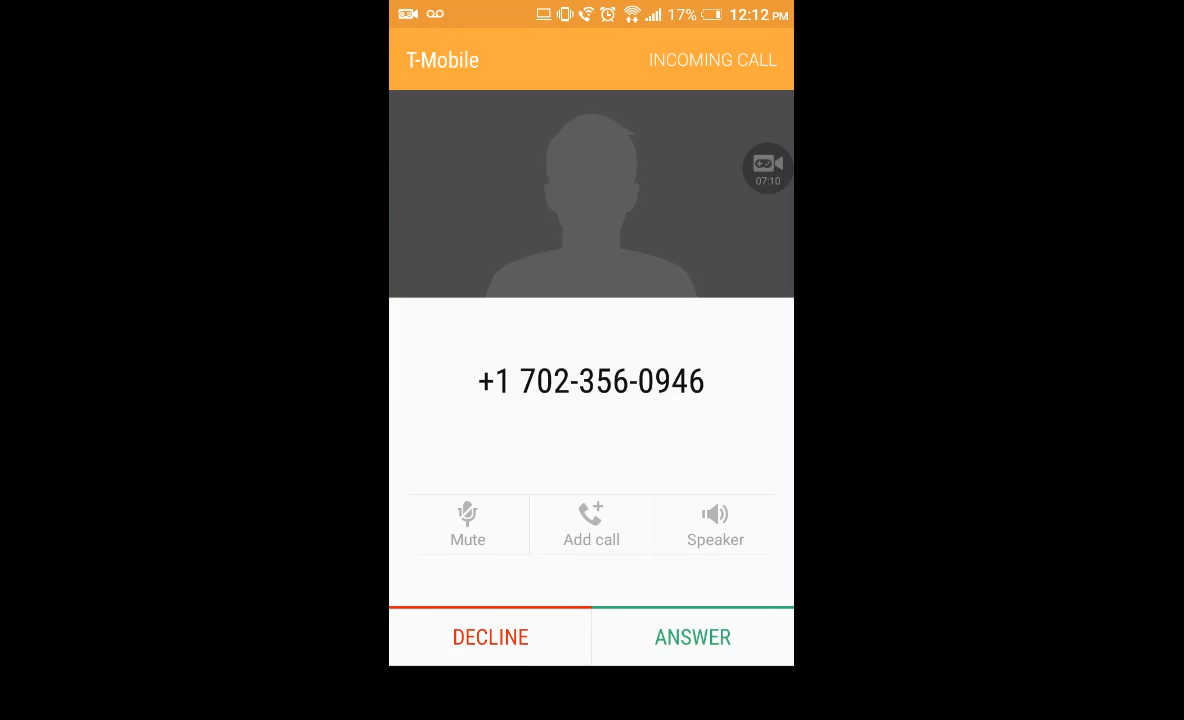 17% 12:12 PM
T-Mobile INCOMING CALL
07:10
+1 702-356-0946
Mute Add call Speaker
DECLINE ANSWER